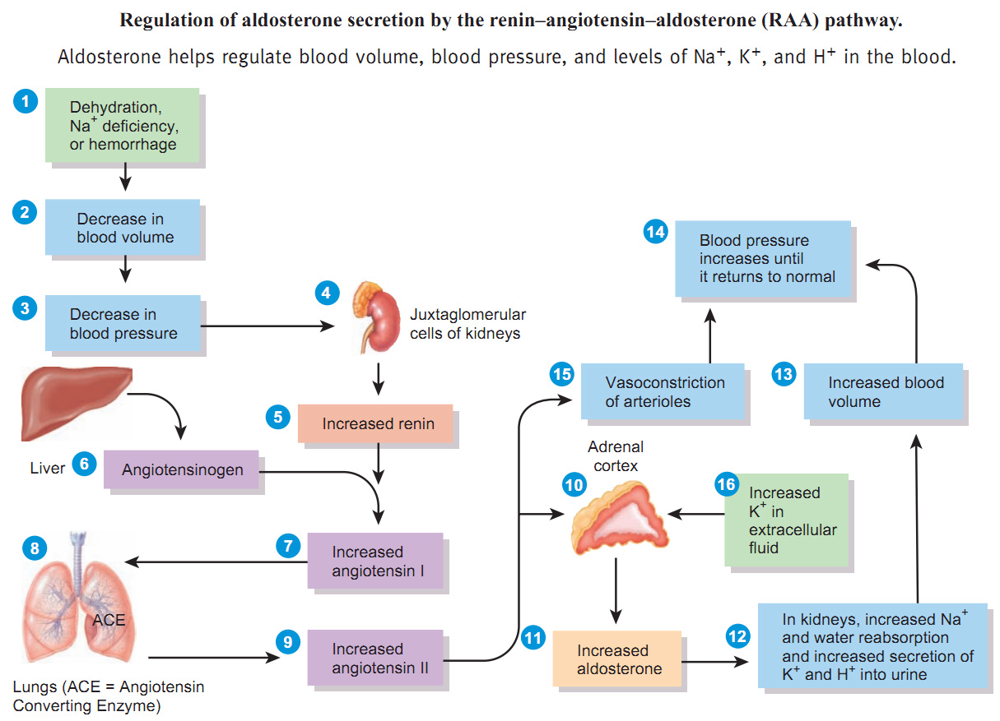 Regulation of aldosterone secretion by the renin–angiotensin–aldosterone (RAA) pathway.
Aldosterone helps regulate blood volume, blood pressure, and levels of Na⁺, K⁺, and H⁺ in the blood.
1
Dehydration,
Na⁺ deficiency,
or hemorrhage
2
Decrease in
blood volume
3
Decrease in
blood pressure
4
Juxtaglomerular
cells of kidneys
5
Increased renin
Liver
6
Angiotensinogen
7
Increased
angiotensin I
8
ACE
Lungs (ACE = Angiotensin
Converting Enzyme)
9
Increased
angiotensin II
10
Adrenal
cortex
11
Increased
aldosterone
12
In kidneys, increased Na⁺
and water reabsorption
and increased secretion of
K⁺ and H⁺ into urine
13
Increased blood
volume
14
Blood pressure
increases until
it returns to normal
15
Vasoconstriction
of arterioles
16
Increased
K⁺ in
extracellular
fluid